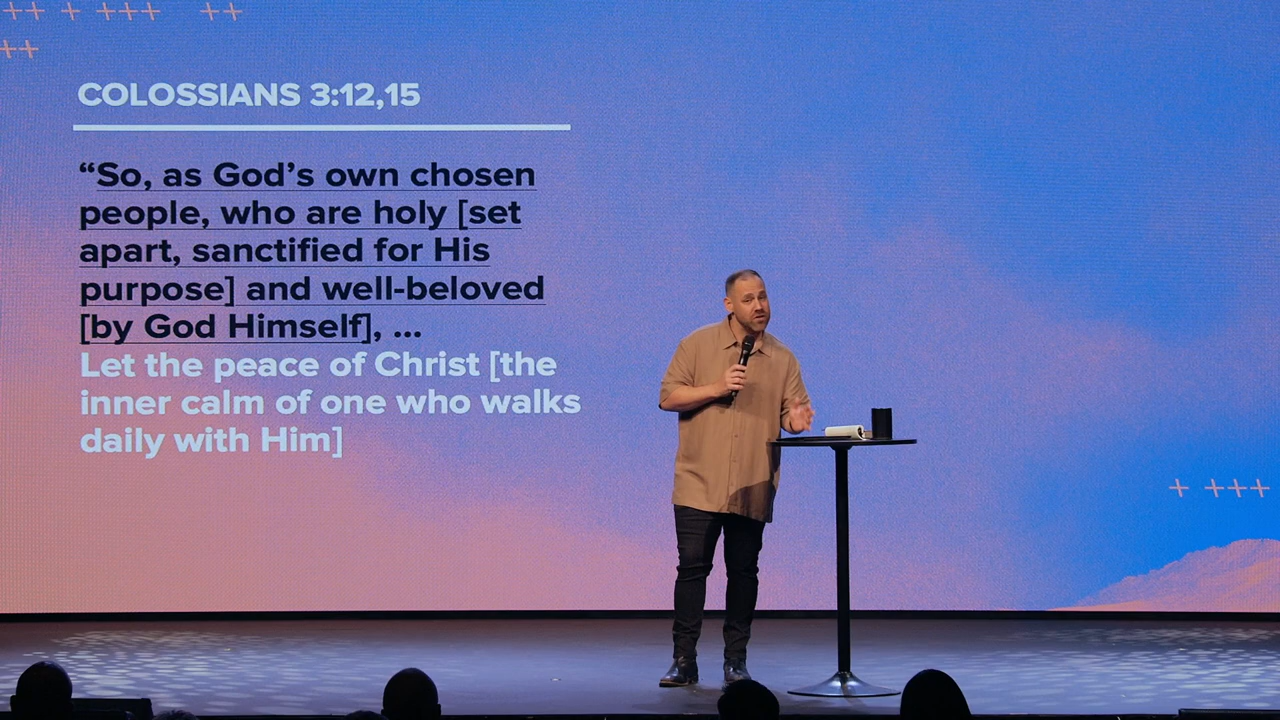 COLOSSIANS 3:12,15
“So, as God’s own chosen
people, who are holy [set
apart, sanctified for His
purpose] and well-beloved
[by God Himself], ...
Let the peace of Christ [the
inner calm of one who walks
daily with Him]